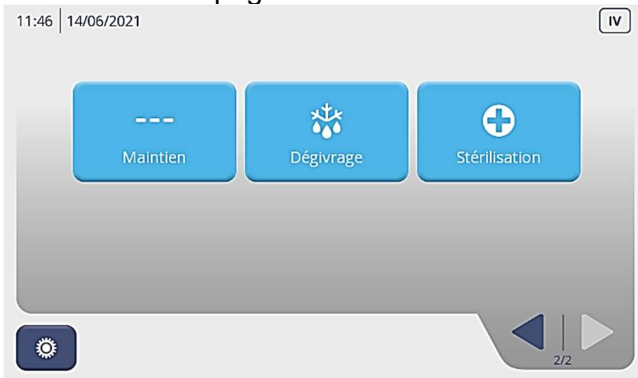 11:46 14/06/2021 IV
--- Maintien
Dégivrage
Stérilisation
2/2